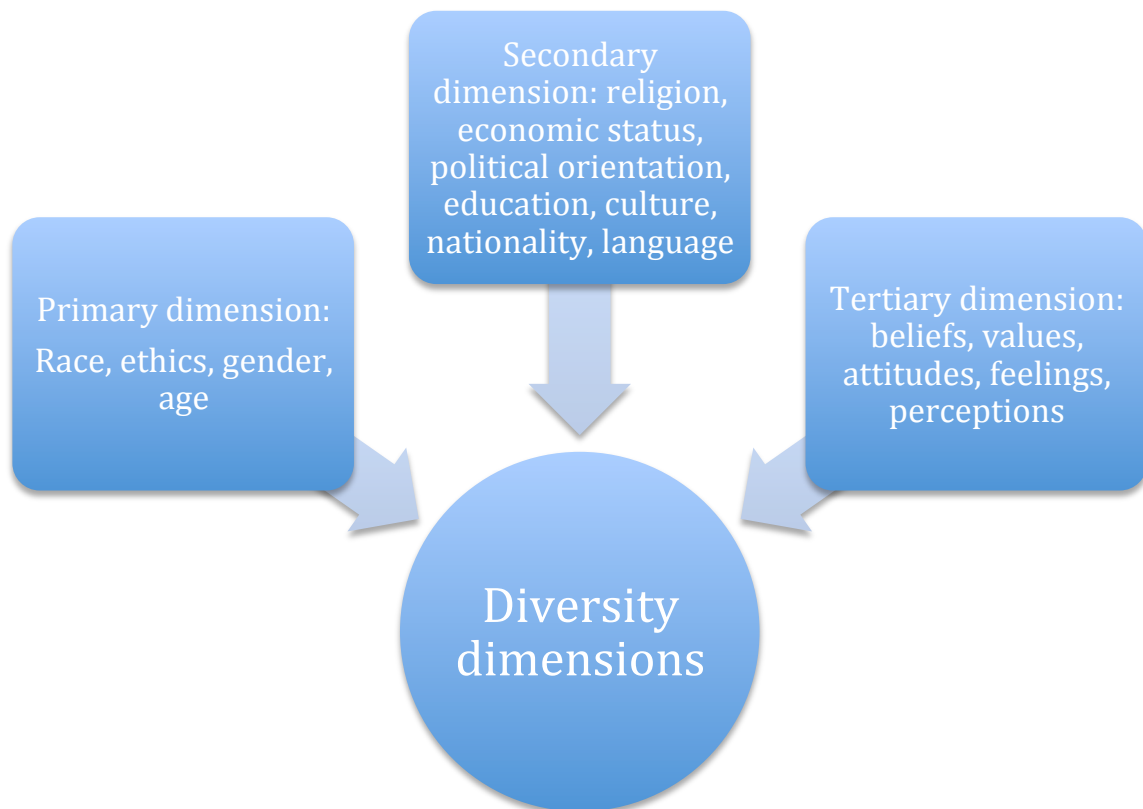 Primary dimension:
Race, ethics, gender,
age
Secondary
dimension: religion,
economic status,
political orientation,
education, culture,
nationality, language
Tertiary dimension:
beliefs, values,
attitudes, feelings,
perceptions
Diversity
dimensions